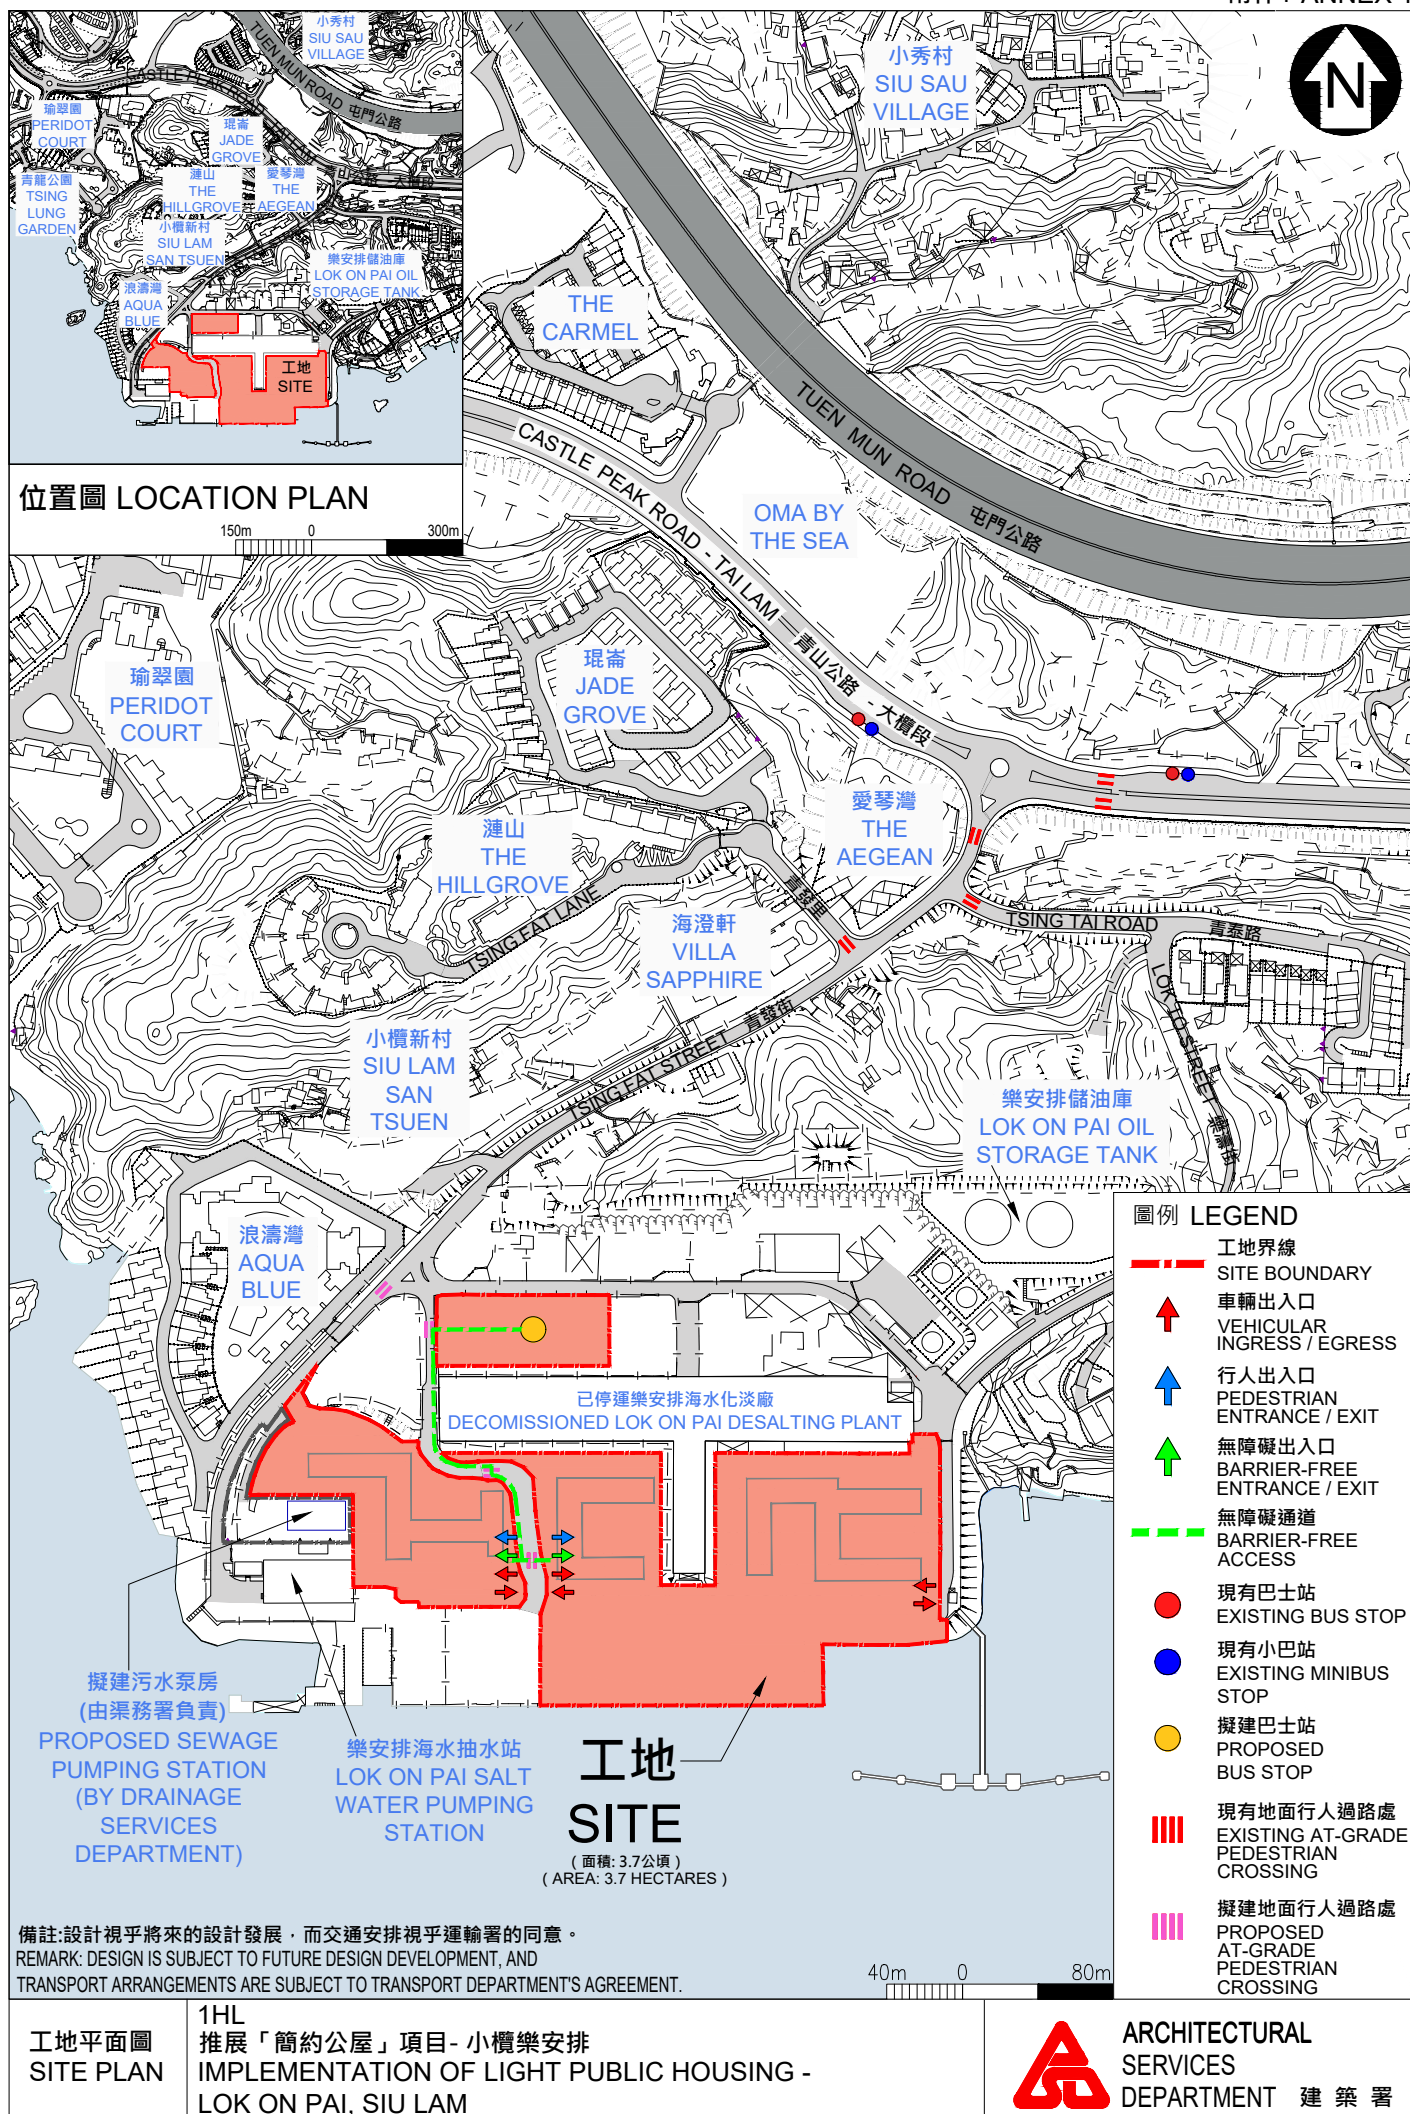 小秀村
SIU SAU
VILLAGE
TUEN MUN ROAD 屯門公路
瑜翠園
PERIDOT
COURT
琨崙
JADE
GROVE
青龍公園
TSING
LUNG
GARDEN
漣山
THE
HILLGROVE
愛琴灣
THE
AEGEAN
小欖新村
SIU LAM
SAN TSUEN
樂安排儲油庫
LOK ON PAI OIL
STORAGE TANK
浪濤灣
AQUA
BLUE
工地
SITE
位置圖 LOCATION PLAN
150m 0 300m
小秀村
SIU SAU
VILLAGE
N
THE
CARMEL
TUEN MUN ROAD 屯門公路
CASTLE PEAK ROAD - TAI LAM 青山公路 - 大欖段
OMA BY
THE SEA
瑜翠園
PERIDOT
COURT
琨崙
JADE
GROVE
愛琴灣
THE
AEGEAN
漣山
THE
HILLGROVE
TSING FAT LANE
青發里
海澄軒
VILLA
SAPPHIRE
TSING TAI ROAD 青泰路
LOK TO STREET 樂濤街
TSING FAT STREET 青發街
小欖新村
SIU LAM
SAN
TSUEN
樂安排儲油庫
LOK ON PAI OIL
STORAGE TANK
浪濤灣
AQUA
BLUE
已停運樂安排海水化淡廠
DECOMISSIONED LOK ON PAI DESALTING PLANT
擬建污水泵房
(由渠務署負責)
PROPOSED SEWAGE
PUMPING STATION
(BY DRAINAGE
SERVICES
DEPARTMENT)
樂安排海水抽水站
LOK ON PAI SALT
WATER PUMPING
STATION
工地
SITE
( 面積: 3.7公頃 )
( AREA: 3.7 HECTARES )
圖例 LEGEND
工地界線
SITE BOUNDARY
車輛出入口
VEHICULAR
INGRESS / EGRESS
行人出入口
PEDESTRIAN
ENTRANCE / EXIT
無障礙出入口
BARRIER-FREE
ENTRANCE / EXIT
無障礙通道
BARRIER-FREE
ACCESS
現有巴士站
EXISTING BUS STOP
現有小巴站
EXISTING MINIBUS
STOP
擬建巴士站
PROPOSED
BUS STOP
現有地面行人過路處
EXISTING AT-GRADE
PEDESTRIAN
CROSSING
擬建地面行人過路處
PROPOSED
AT-GRADE
PEDESTRIAN
CROSSING
備註:設計視乎將來的設計發展，而交通安排視乎運輸署的同意。
REMARK: DESIGN IS SUBJECT TO FUTURE DESIGN DEVELOPMENT, AND
TRANSPORT ARRANGEMENTS ARE SUBJECT TO TRANSPORT DEPARTMENT'S AGREEMENT.
40m 0 80m
工地平面圖
SITE PLAN
1HL
推展「簡約公屋」項目- 小欖樂安排
IMPLEMENTATION OF LIGHT PUBLIC HOUSING -
LOK ON PAI, SIU LAM
ARCHITECTURAL
SERVICES
DEPARTMENT 建築署